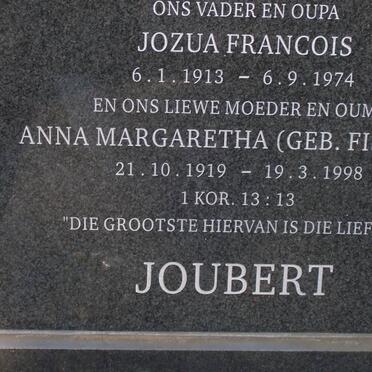 ONS VADER EN OUPA
JOZUA FRANCOIS
6.1.1913 – 6.9.1974
EN ONS LIEWE MOEDER EN OUM
ANNA MARGARETHA (GEB. FI
21.10.1919 – 19.3.1998
1 KOR. 13:13
"DIE GROOTSTE HIERVAN IS DIE LIEF
JOUBERT